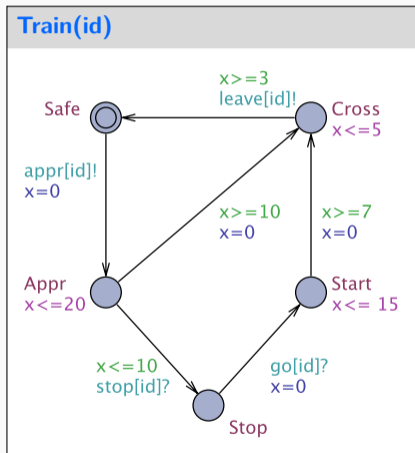 Train(id)
x>=3
leave[id]!
Safe
Cross
x<=5
appr[id]!
x=0
x>=10
x=0
x>=7
x=0
Appr
x<=20
Start
x<= 15
x<=10
stop[id]?
go[id]?
x=0
Stop